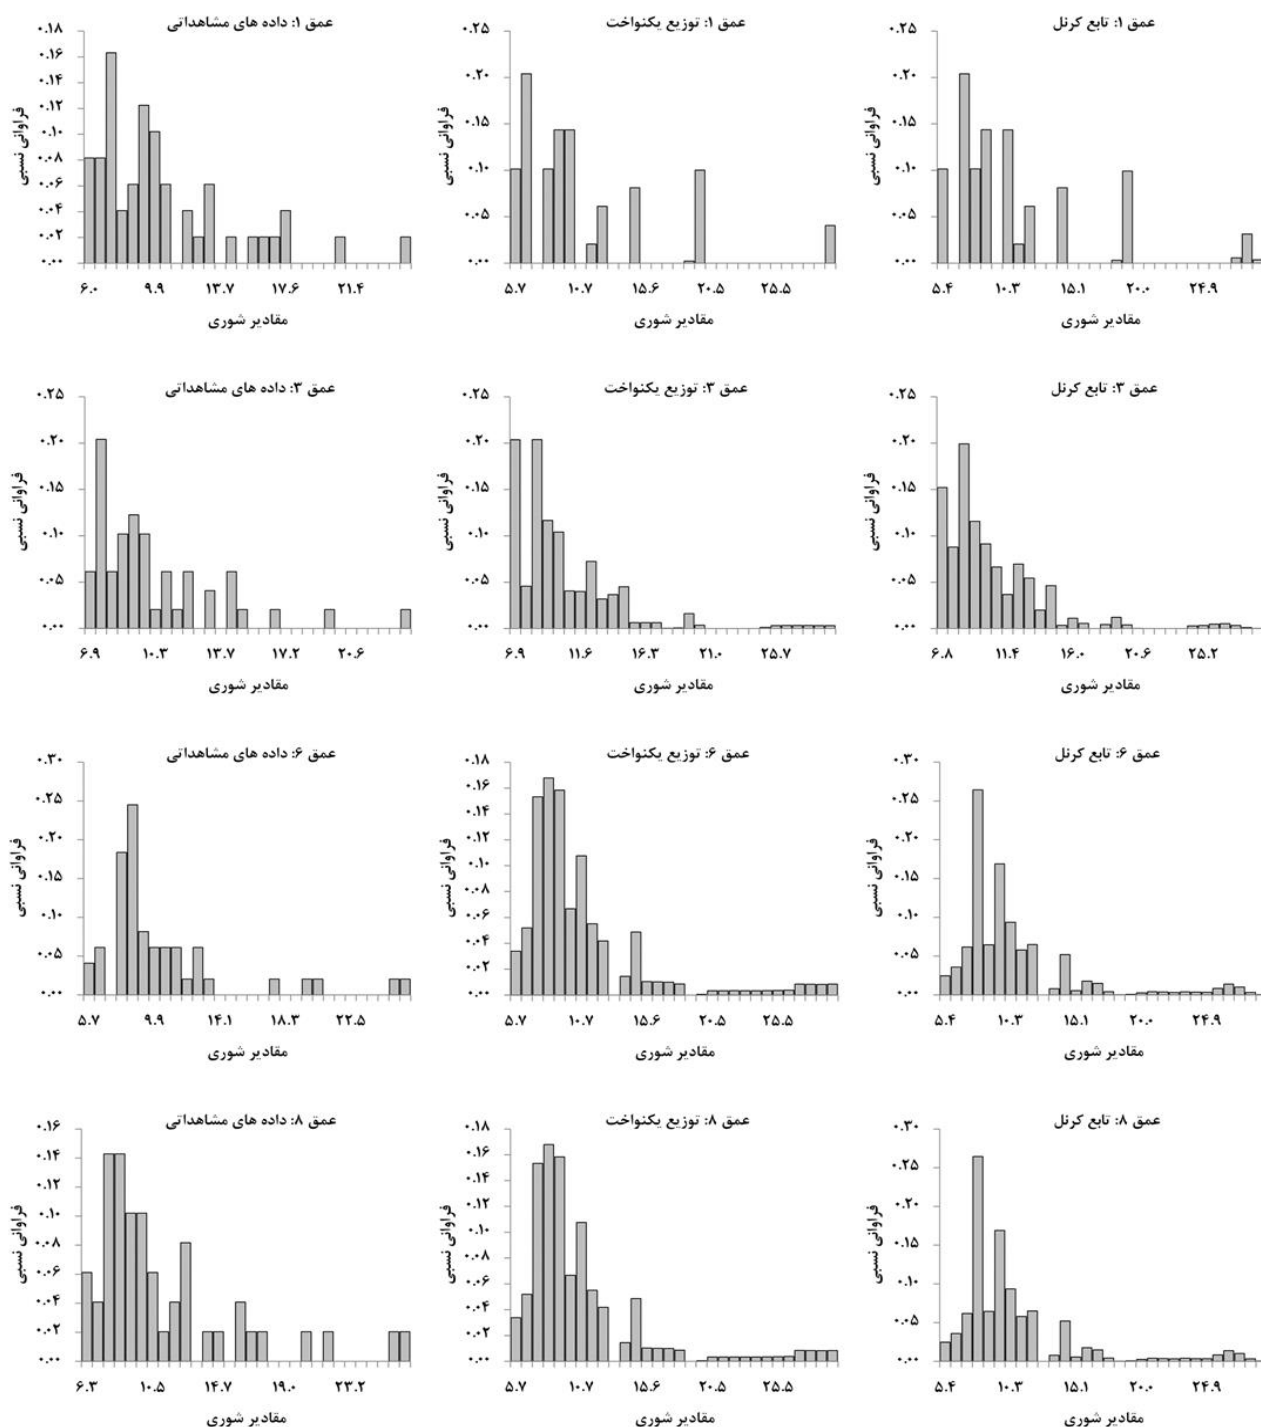 عمق ۱: داده های مشاهداتی
فراوانی نسبی
۰.۱۸
۰.۱۶
۰.۱۴
۰.۱۲
۰.۱۰
۰.۰۸
۰.۰۶
۰.۰۴
۰.۰۲
۰.۰۰
۶.۰ ۹.۹ ۱۳.۷ ۱۷.۶ ۲۱.۴
مقادیر شوری
عمق ۱: توزیع یکنواخت
فراوانی نسبی
۰.۲۵
۰.۲۰
۰.۱۵
۰.۱۰
۰.۰۵
۰.۰۰
۵.۷ ۱۰.۷ ۱۵.۶ ۲۰.۵ ۲۵.۵
مقادیر شوری
عمق ۱: تابع کرنل
فراوانی نسبی
۰.۲۵
۰.۲۰
۰.۱۵
۰.۱۰
۰.۰۵
۰.۰۰
۵.۴ ۱۰.۳ ۱۵.۱ ۲۰.۰ ۲۴.۹
مقادیر شوری
عمق ۳: داده های مشاهداتی
فراوانی نسبی
۰.۲۵
۰.۲۰
۰.۱۵
۰.۱۰
۰.۰۵
۰.۰۰
۶.۹ ۱۰.۳ ۱۳.۷ ۱۷.۲ ۲۰.۶
مقادیر شوری
عمق ۳: توزیع یکنواخت
فراوانی نسبی
۰.۲۵
۰.۲۰
۰.۱۵
۰.۱۰
۰.۰۵
۰.۰۰
۶.۹ ۱۱.۶ ۱۶.۳ ۲۱.۰ ۲۵.۷
مقادیر شوری
عمق ۳: تابع کرنل
فراوانی نسبی
۰.۲۵
۰.۲۰
۰.۱۵
۰.۱۰
۰.۰۵
۰.۰۰
۶.۸ ۱۱.۴ ۱۶.۰ ۲۰.۶ ۲۵.۲
مقادیر شوری
عمق ۶: داده های مشاهداتی
فراوانی نسبی
۰.۳۰
۰.۲۵
۰.۲۰
۰.۱۵
۰.۱۰
۰.۰۵
۰.۰۰
۵.۷ ۹.۹ ۱۴.۱ ۱۸.۳ ۲۲.۵
مقادیر شوری
عمق ۶: توزیع یکنواخت
فراوانی نسبی
۰.۱۸
۰.۱۶
۰.۱۴
۰.۱۲
۰.۱۰
۰.۰۸
۰.۰۶
۰.۰۴
۰.۰۲
۰.۰۰
۵.۷ ۱۰.۷ ۱۵.۶ ۲۰.۵ ۲۵.۵
مقادیر شوری
عمق ۶: تابع کرنل
فراوانی نسبی
۰.۳۰
۰.۲۵
۰.۲۰
۰.۱۵
۰.۱۰
۰.۰۵
۰.۰۰
۵.۴ ۱۰.۳ ۱۵.۱ ۲۰.۰ ۲۴.۹
مقادیر شوری
عمق ۸: داده های مشاهداتی
فراوانی نسبی
۰.۱۶
۰.۱۴
۰.۱۲
۰.۱۰
۰.۰۸
۰.۰۶
۰.۰۴
۰.۰۲
۰.۰۰
۶.۳ ۱۰.۵ ۱۴.۷ ۱۹.۰ ۲۳.۲
مقادیر شوری
عمق ۸: توزیع یکنواخت
فراوانی نسبی
۰.۱۸
۰.۱۶
۰.۱۴
۰.۱۲
۰.۱۰
۰.۰۸
۰.۰۶
۰.۰۴
۰.۰۲
۰.۰۰
۵.۷ ۱۰.۷ ۱۵.۶ ۲۰.۵ ۲۵.۵
مقادیر شوری
عمق ۸: تابع کرنل
فراوانی نسبی
۰.۳۰
۰.۲۵
۰.۲۰
۰.۱۵
۰.۱۰
۰.۰۵
۰.۰۰
۵.۴ ۱۰.۳ ۱۵.۱ ۲۰.۰ ۲۴.۹
مقادیر شوری